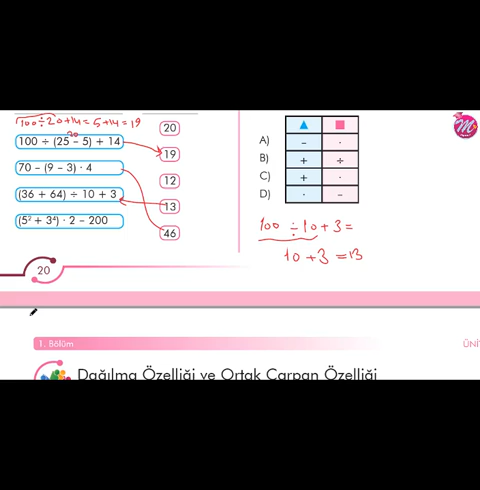 100 ÷ 20 + 14 = 5 + 14 = 19
20
100 ÷ (25 – 5) + 14
70 – (9 – 3) · 4
(36 + 64) ÷ 10 + 3
(5² + 3⁴) · 2 – 200
20
19
12
13
46
▲ ■
A) – ·
B) + ÷
C) + ·
D) · –
100 ÷ 10 + 3 =
10 + 3 = 13
M
20
1. Bölüm
ÜNİT
Dağılma Özelliği ve Ortak Çarpan Özelliği